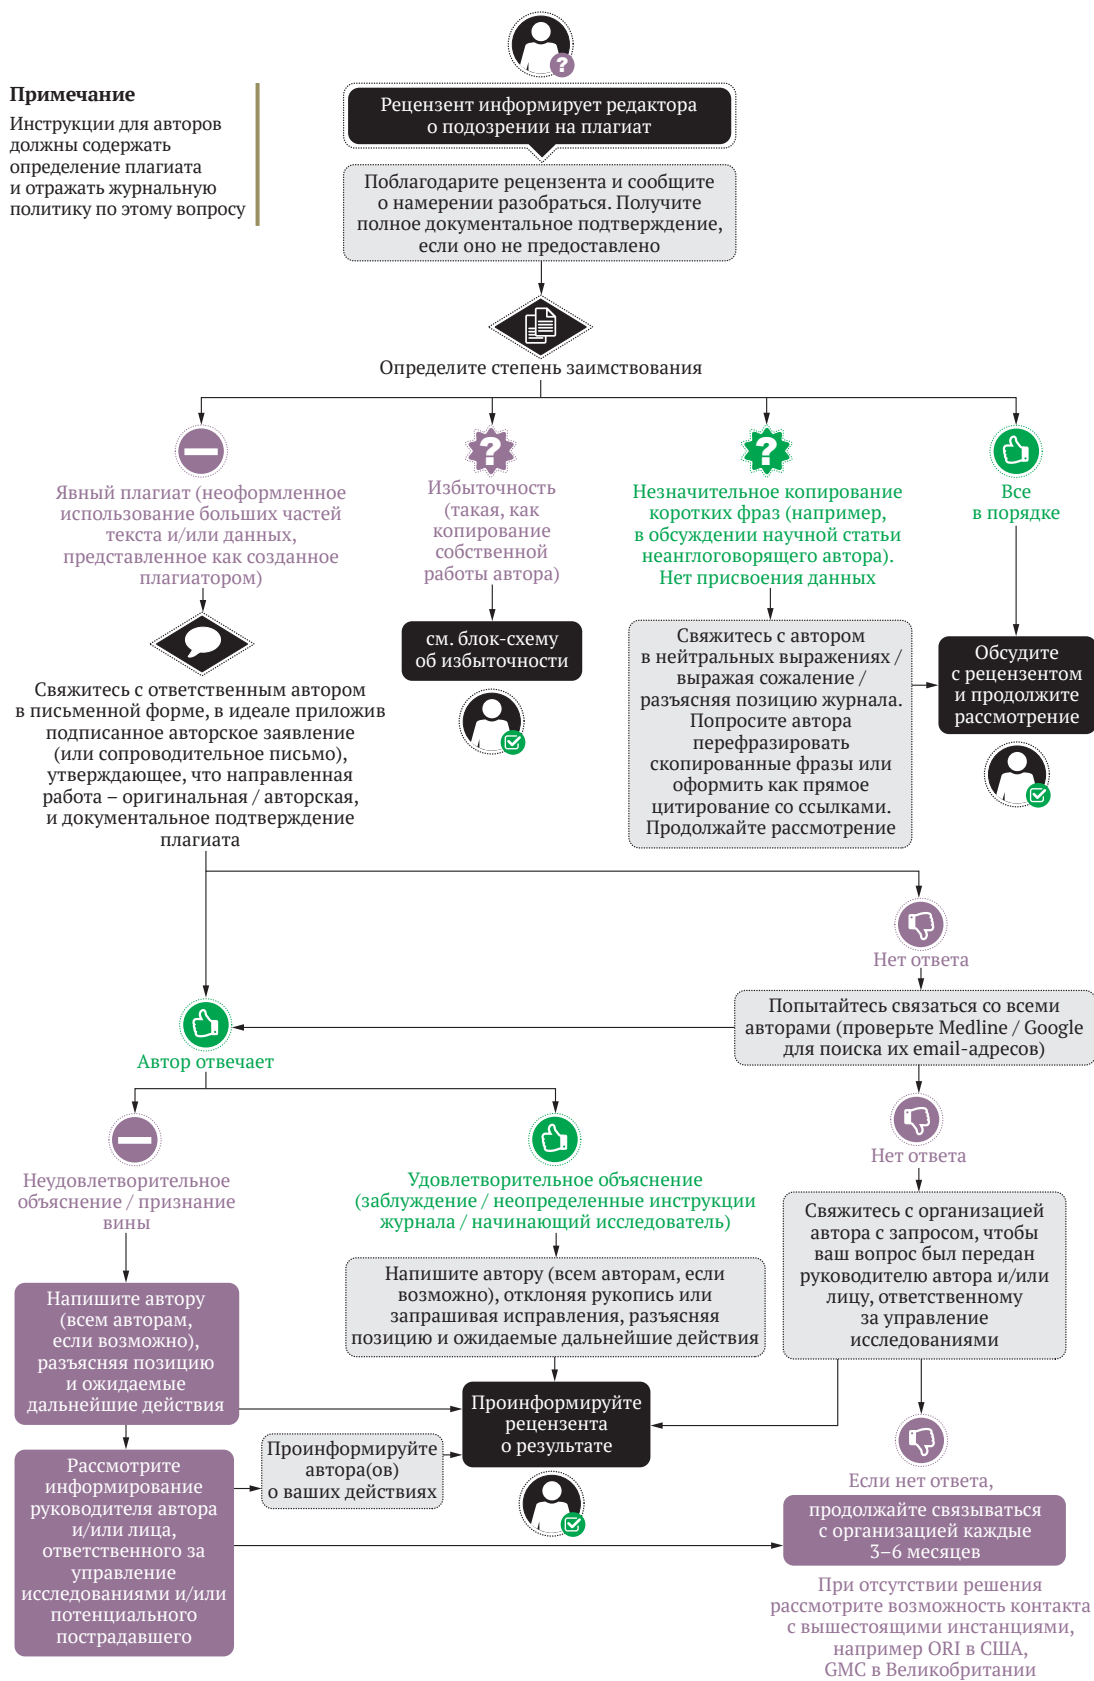 Примечание
Инструкции для авторов
должны содержать
определение плагиата
и отражать журнальную
политику по этому вопросу
Рецензент информирует редактора
о подозрении на плагиат
Поблагодарите рецензента и сообщите
о намерении разобраться. Получите
полное документальное подтверждение,
если оно не предоставлено
Определите степень заимствования
Явный плагиат (неоформленное
использование больших частей
текста и/или данных,
представленное как созданное
плагиатором)
Избыточность
(такая, как
копирование
собственной
работы автора)
Незначительное копирование
коротких фраз (например,
в обсуждении научной статьи
неанглоговорящего автора).
Нет присвоения данных
Все
в порядке
Свяжитесь с ответственным автором
в письменной форме, в идеале приложив
подписанное авторское заявление
(или сопроводительное письмо),
утверждающее, что направленная
работа – оригинальная / авторская,
и документальное подтверждение
плагиата
см. блок-схему
об избыточности
Свяжитесь с автором
в нейтральных выражениях /
выражая сожаление /
разъясняя позицию журнала.
Попросите автора
перефразировать
скопированные фразы или
оформить как прямое
цитирование со ссылками.
Продолжайте рассмотрение
Обсудите
с рецензентом
и продолжите
рассмотрение
Нет ответа
Попытайтесь связаться со всеми
авторами (проверьте Medline / Google
для поиска их email-адресов)
Автор отвечает
Нет ответа
Неудовлетворительное
объяснение / признание
вины
Удовлетворительное объяснение
(заблуждение / неопределенные инструкции
журнала / начинающий исследователь)
Свяжитесь с организацией
автора с запросом, чтобы
ваш вопрос был передан
руководителю автора и/или
лицу, ответственному
за управление
исследованиями
Напишите автору
(всем авторам,
если возможно),
разъясняя позицию
и ожидаемые
дальнейшие действия
Напишите автору (всем авторам, если
возможно), отклоняя рукопись или
запрашивая исправления, разъясняя
позицию и ожидаемые дальнейшие действия
Проинформируйте
рецензента
о результате
Проинформируйте
автора(ов)
о ваших действиях
Рассмотрите
информирование
руководителя автора
и/или лица,
ответственного за
управление
исследованиями и/или
потенциального
пострадавшего
Если нет ответа,
продолжайте связываться
с организацией каждые
3–6 месяцев
При отсутствии решения
рассмотрите возможность контакта
с вышестоящими инстанциями,
например ORI в США,
GMC в Великобритании